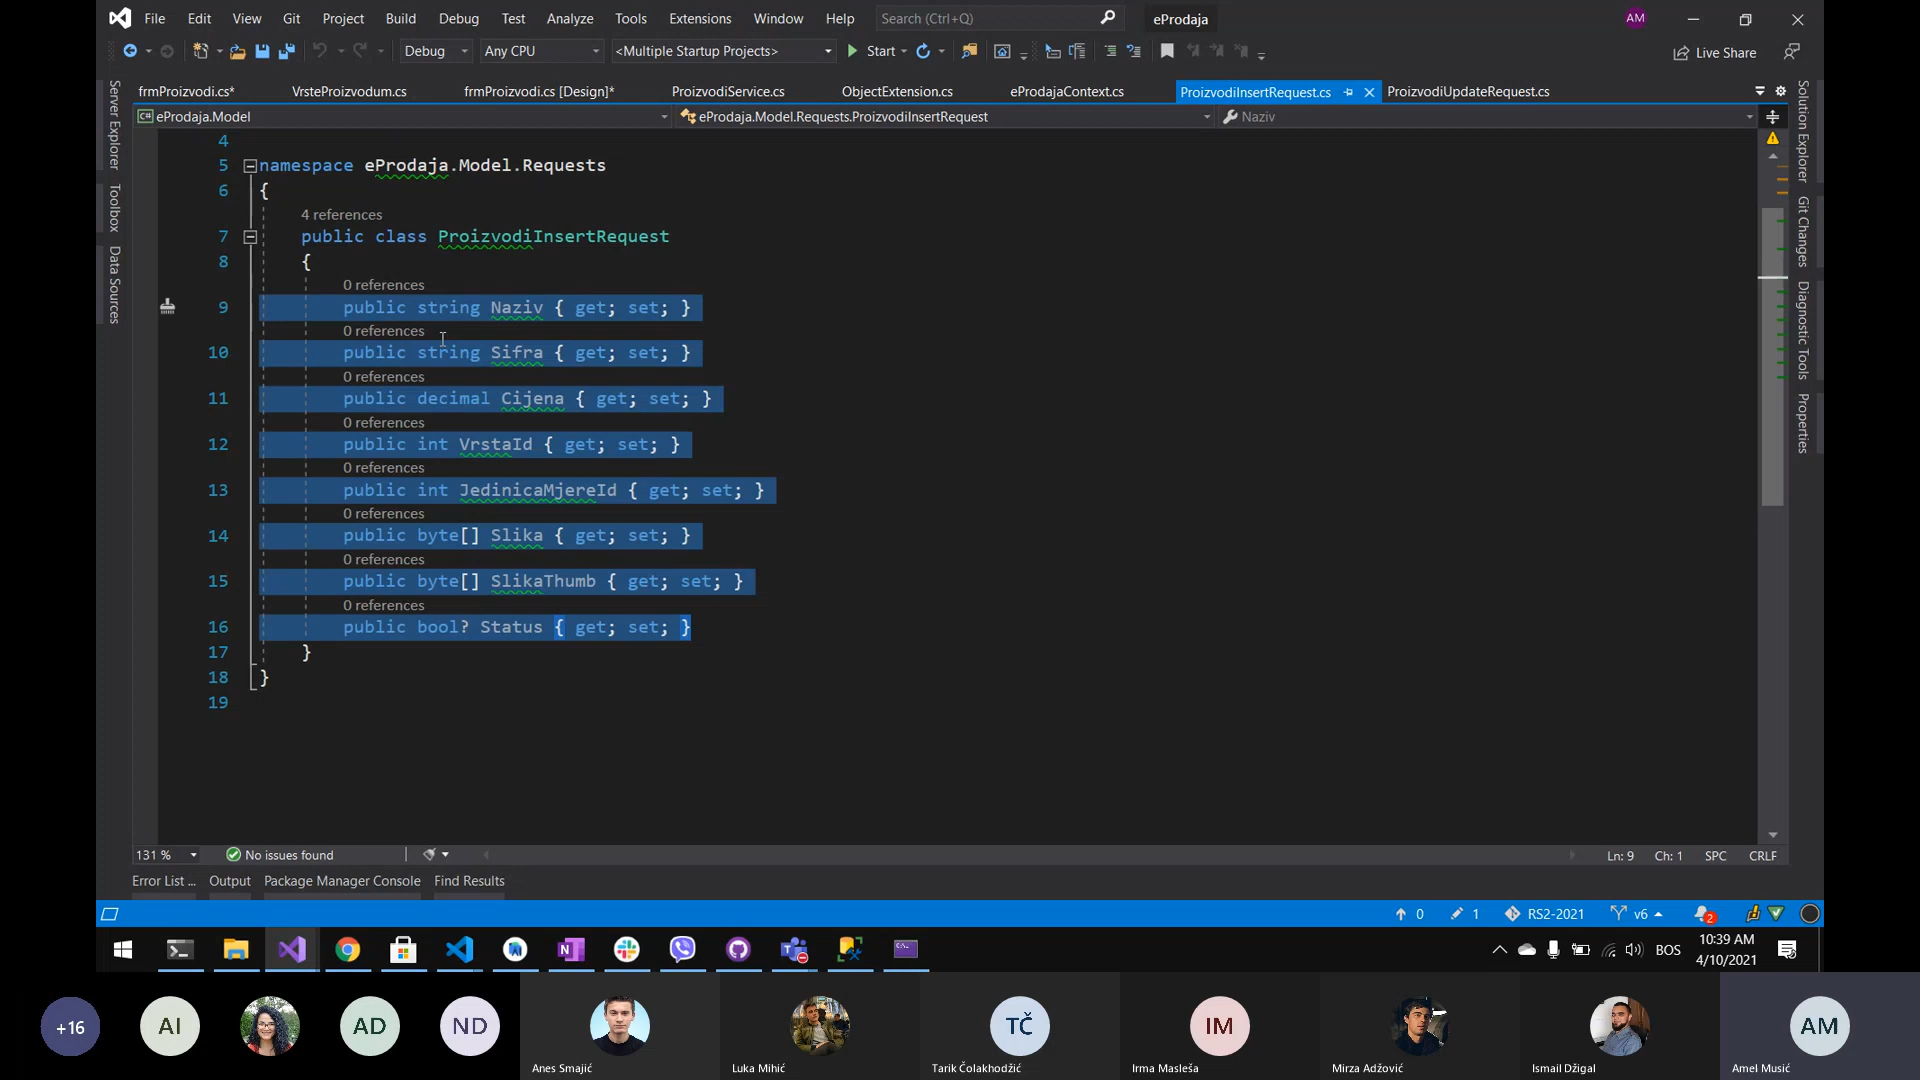 File Edit View Git Project Build Debug Test Analyze Tools Extensions Window Help Search (Ctrl+Q) eProdaja AM
Debug Any CPU <Multiple Startup Projects> Start Live Share
frmProizvodi.cs* VrsteProizvodum.cs frmProizvodi.cs [Design]* ProizvodiService.cs ObjectExtension.cs eProdajaContext.cs ProizvodiInsertRequest.cs ProizvodiUpdateRequest.cs
eProdaja.Model eProdaja.Model.Requests.ProizvodiInsertRequest Naziv
Server Explorer
Toolbox
Data Sources
Solution Explorer
Git Changes
Diagnostic Tools
Properties
4
5 namespace eProdaja.Model.Requests
6 {
4 references
7 public class ProizvodiInsertRequest
8 {
0 references
9 public string Naziv { get; set; }
0 references
10 public string Sifra { get; set; }
0 references
11 public decimal Cijena { get; set; }
0 references
12 public int VrstaId { get; set; }
0 references
13 public int JedinicaMjereId { get; set; }
0 references
14 public byte[] Slika { get; set; }
0 references
15 public byte[] SlikaThumb { get; set; }
0 references
16 public bool? Status { get; set; }
17 }
18 }
19
131 % No issues found Ln: 9 Ch: 1 SPC CRLF
Error List ... Output Package Manager Console Find Results
0 1 RS2-2021 v6 2
BOS 10:39 AM
4/10/2021
+16 AI AD ND TČ IM AM
Anes Smajić Luka Mihić Tarik Čolakhodžić Irma Masleša Mirza Adžović Ismail Džigal Amel Musić